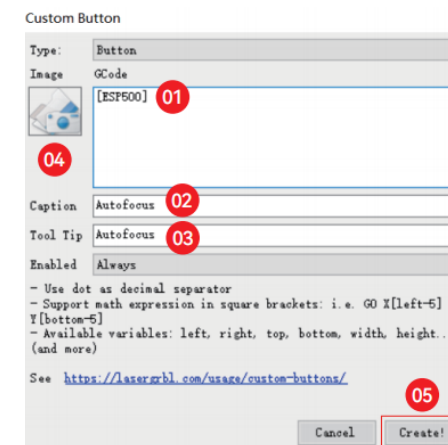 Custom Button
Type: Button
Image GCode
[ESP500] 01
04
Caption Autofocus 02
Tool Tip Autofocus 03
Enabled Always
- Use dot as decimal separator
- Support math expression in square brackets: i.e. G0 X[left-5]
Y[bottom-5]
- Available variables: left, right, top, bottom, width, height..
(and more)
See https://lasergrbl.com/usage/custom-buttons/
05
Cancel Create!